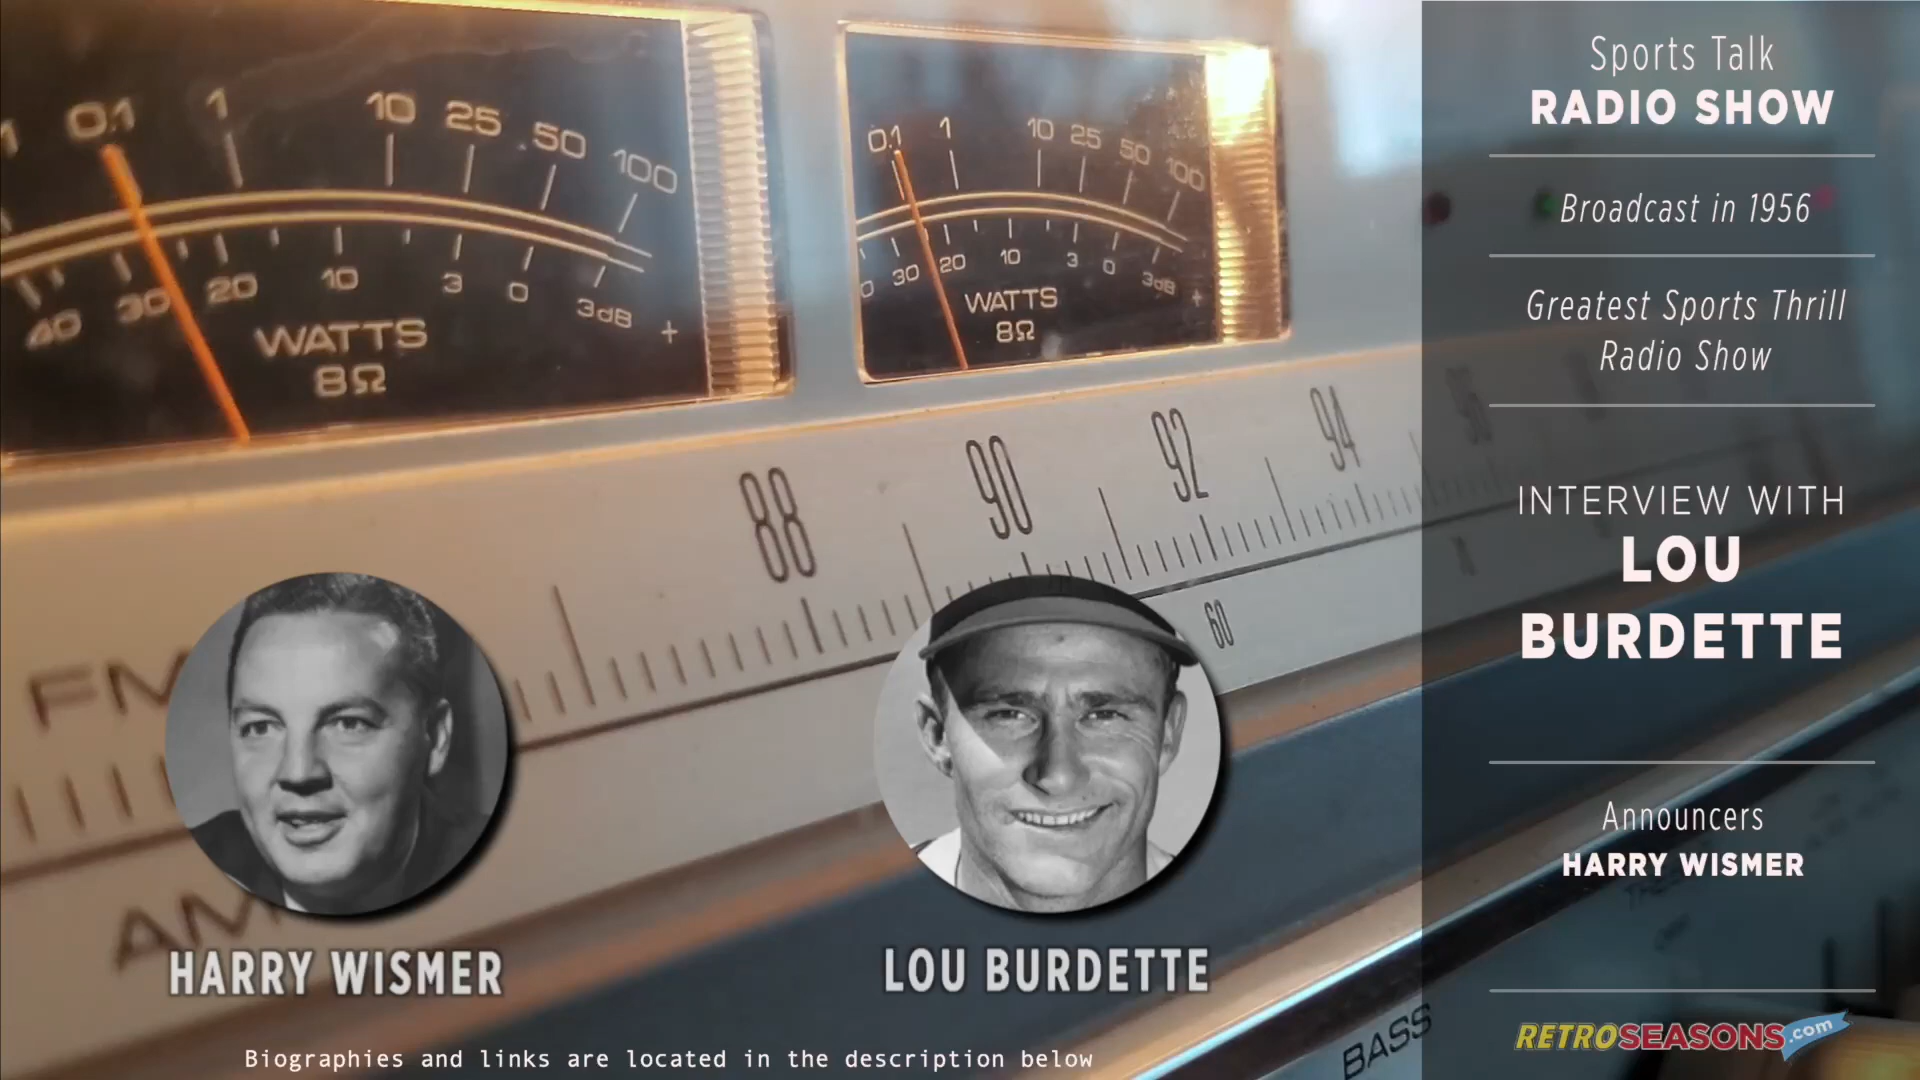 0.1 1 10 25 50 100
40 30 20 10 3 0 3dB +
WATTS
8Ω
0.1 1 10 25 50 100
30 20 10 3 0 3dB +
WATTS
8Ω
88 90 92 94
60
FM
AM
BASS
HARRY WISMER
LOU BURDETTE
Biographies and links are located in the description below
Sports Talk
RADIO SHOW
Broadcast in 1956
Greatest Sports Thrill
Radio Show
INTERVIEW WITH
LOU
BURDETTE
Announcers
HARRY WISMER
RETROSEASONS.com